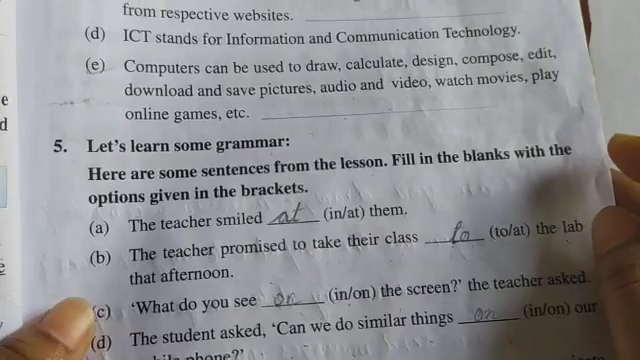 from respective websites.
(d) ICT stands for Information and Communication Technology.
(e) Computers can be used to draw, calculate, design, compose, edit,
download and save pictures, audio and video, watch movies, play
online games, etc.
5. Let's learn some grammar:
Here are some sentences from the lesson. Fill in the blanks with the
options given in the brackets.
(a) The teacher smiled at (in/at) them.
(b) The teacher promised to take their class to (to/at) the lab
that afternoon.
(c) 'What do you see on (in/on) the screen?' the teacher asked.
(d) The student asked, 'Can we do similar things on (in/on) our
phone?'